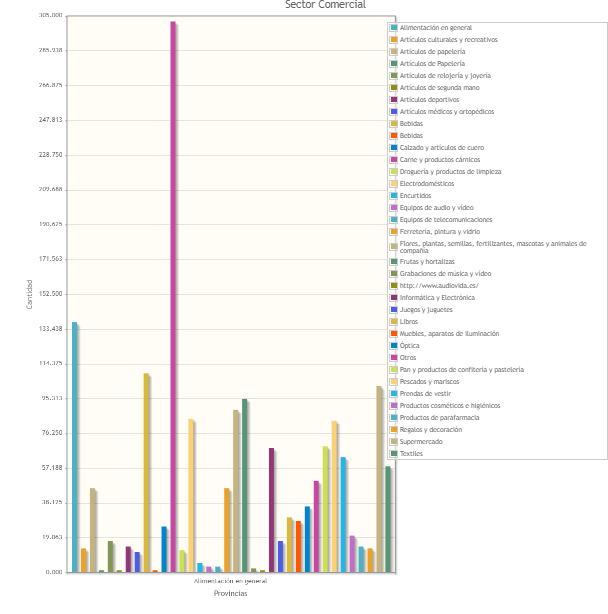 Sector Comercial
305.000
285.938
266.875
247.813
228.750
209.688
190.625
171.563
152.500
133.438
114.375
95.313
76.250
57.188
38.125
19.063
0.000
Cantidad
Alimentación en general
Provincias
Alimentación en general
Artículos culturales y recreativos
Artículos de papelería
Artículos de Papelería
Artículos de relojería y joyería
Artículos de segunda mano
Artículos deportivos
Artículos médicos y ortopédicos
Bebidas
Bebidas
Calzado y artículos de cuero
Carne y productos cárnicos
Droguería y productos de limpieza
Electrodomésticos
Encurtidos
Equipos de audio y vídeo
Equipos de telecomunicaciones
Ferretería, pintura y vidrio
Flores, plantas, semillas, fertilizantes, mascotas y animales de
compañía
Frutas y hortalizas
Grabaciones de música y vídeo
http://www.audiovida.es/
Informática y Electrónica
Juegos y juguetes
Libros
Muebles, aparatos de iluminación
Óptica
Otros
Pan y productos de confitería y pastelería
Pescados y mariscos
Prendas de vestir
Productos cosméticos e higiénicos
Productos de parafarmacia
Regalos y decoración
Supermercado
Textiles